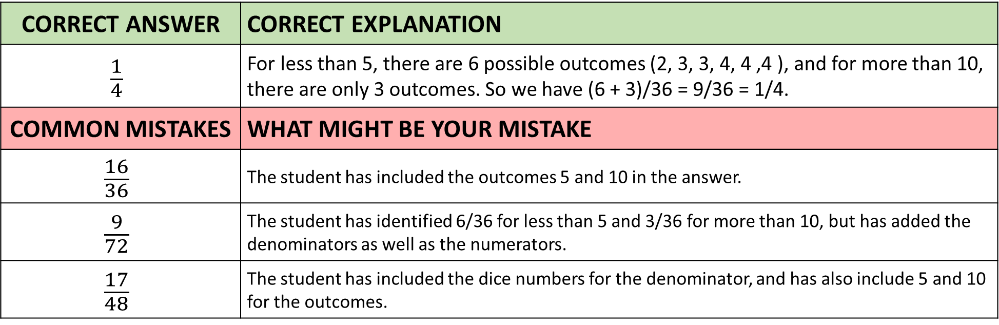 CORRECT ANSWER
CORRECT EXPLANATION
1
4
For less than 5, there are 6 possible outcomes (2, 3, 3, 4, 4 ,4 ), and for more than 10,
there are only 3 outcomes. So we have (6 + 3)/36 = 9/36 = 1/4.
COMMON MISTAKES
WHAT MIGHT BE YOUR MISTAKE
16
36
The student has included the outcomes 5 and 10 in the answer.
9
72
The student has identified 6/36 for less than 5 and 3/36 for more than 10, but has added the
denominators as well as the numerators.
17
48
The student has included the dice numbers for the denominator, and has also include 5 and 10
for the outcomes.